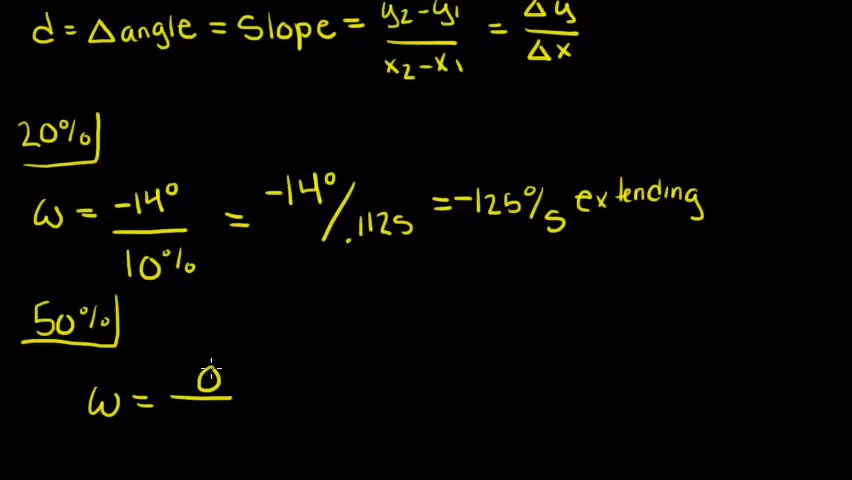 d = Δangle = Slope = y2-y1 / x2-x1 = Δy / Δx
20%
ω = -14° / 10% = -14° / .112s = -125°/s extending
50%
ω = 0